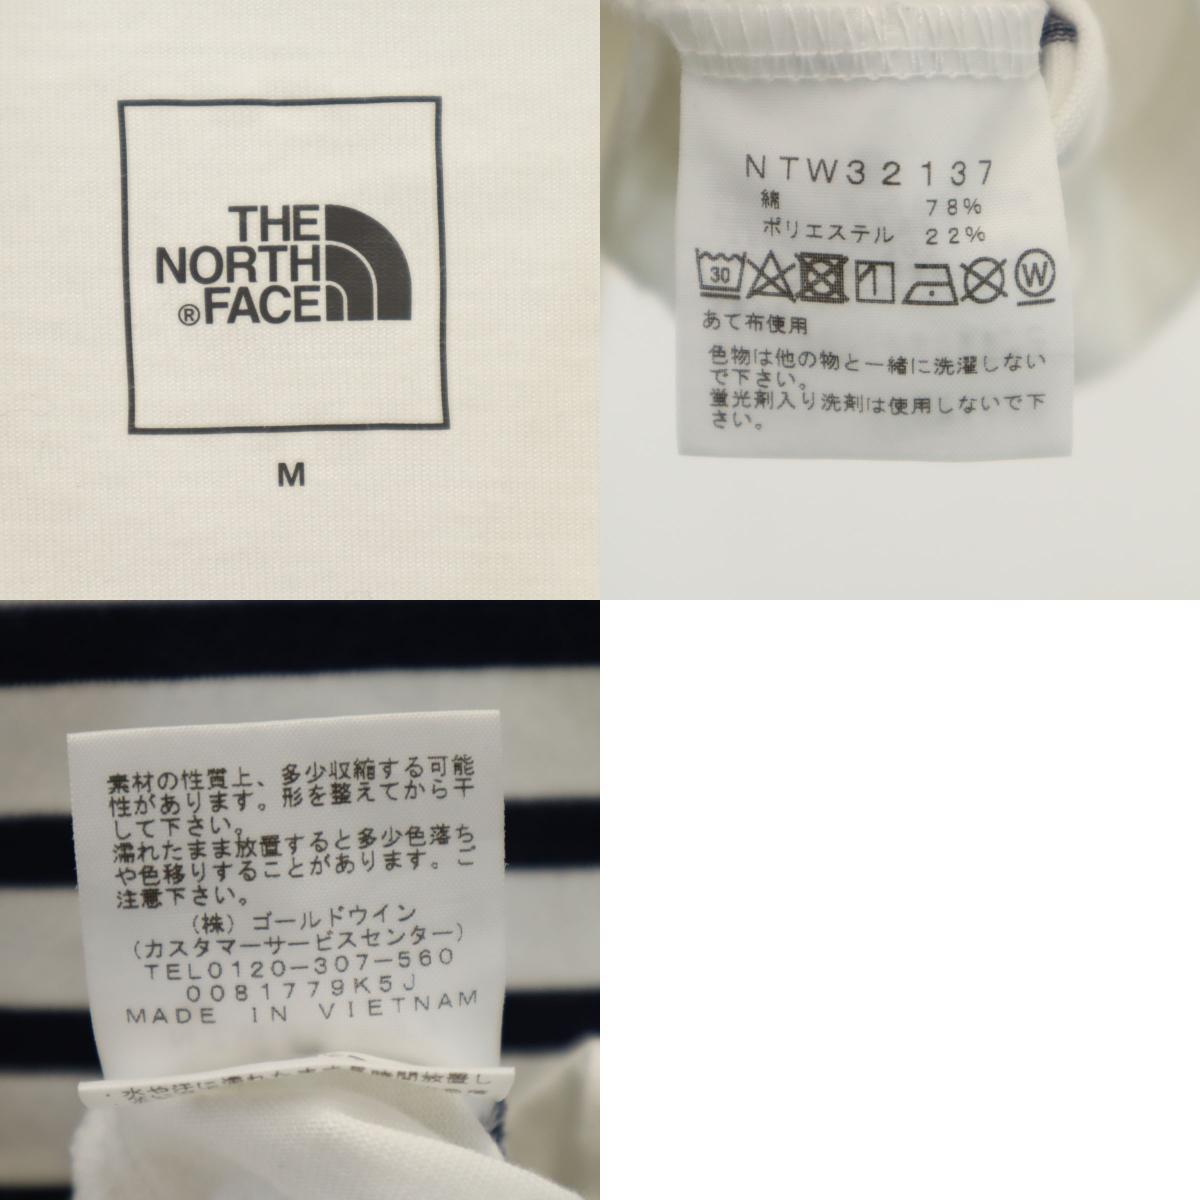 THE
NORTH
®FACE
M
NTW32137
綿 78%
ポリエステル 22%
30
W
あて布使用
色物は他の物と一緒に洗濯しない
で下さい。
蛍光剤入り洗剤は使用しないで下
さい。
素材の性質上、多少収縮する可能
性があります。形を整えてから干
して下さい。
濡れたまま放置すると多少色落ち
や色移りすることがあります。ご
注意下さい。
(株)ゴールドウイン
(カスタマーサービスセンター)
TEL0120-307-560
0081779K5J
MADE IN VIETNAM